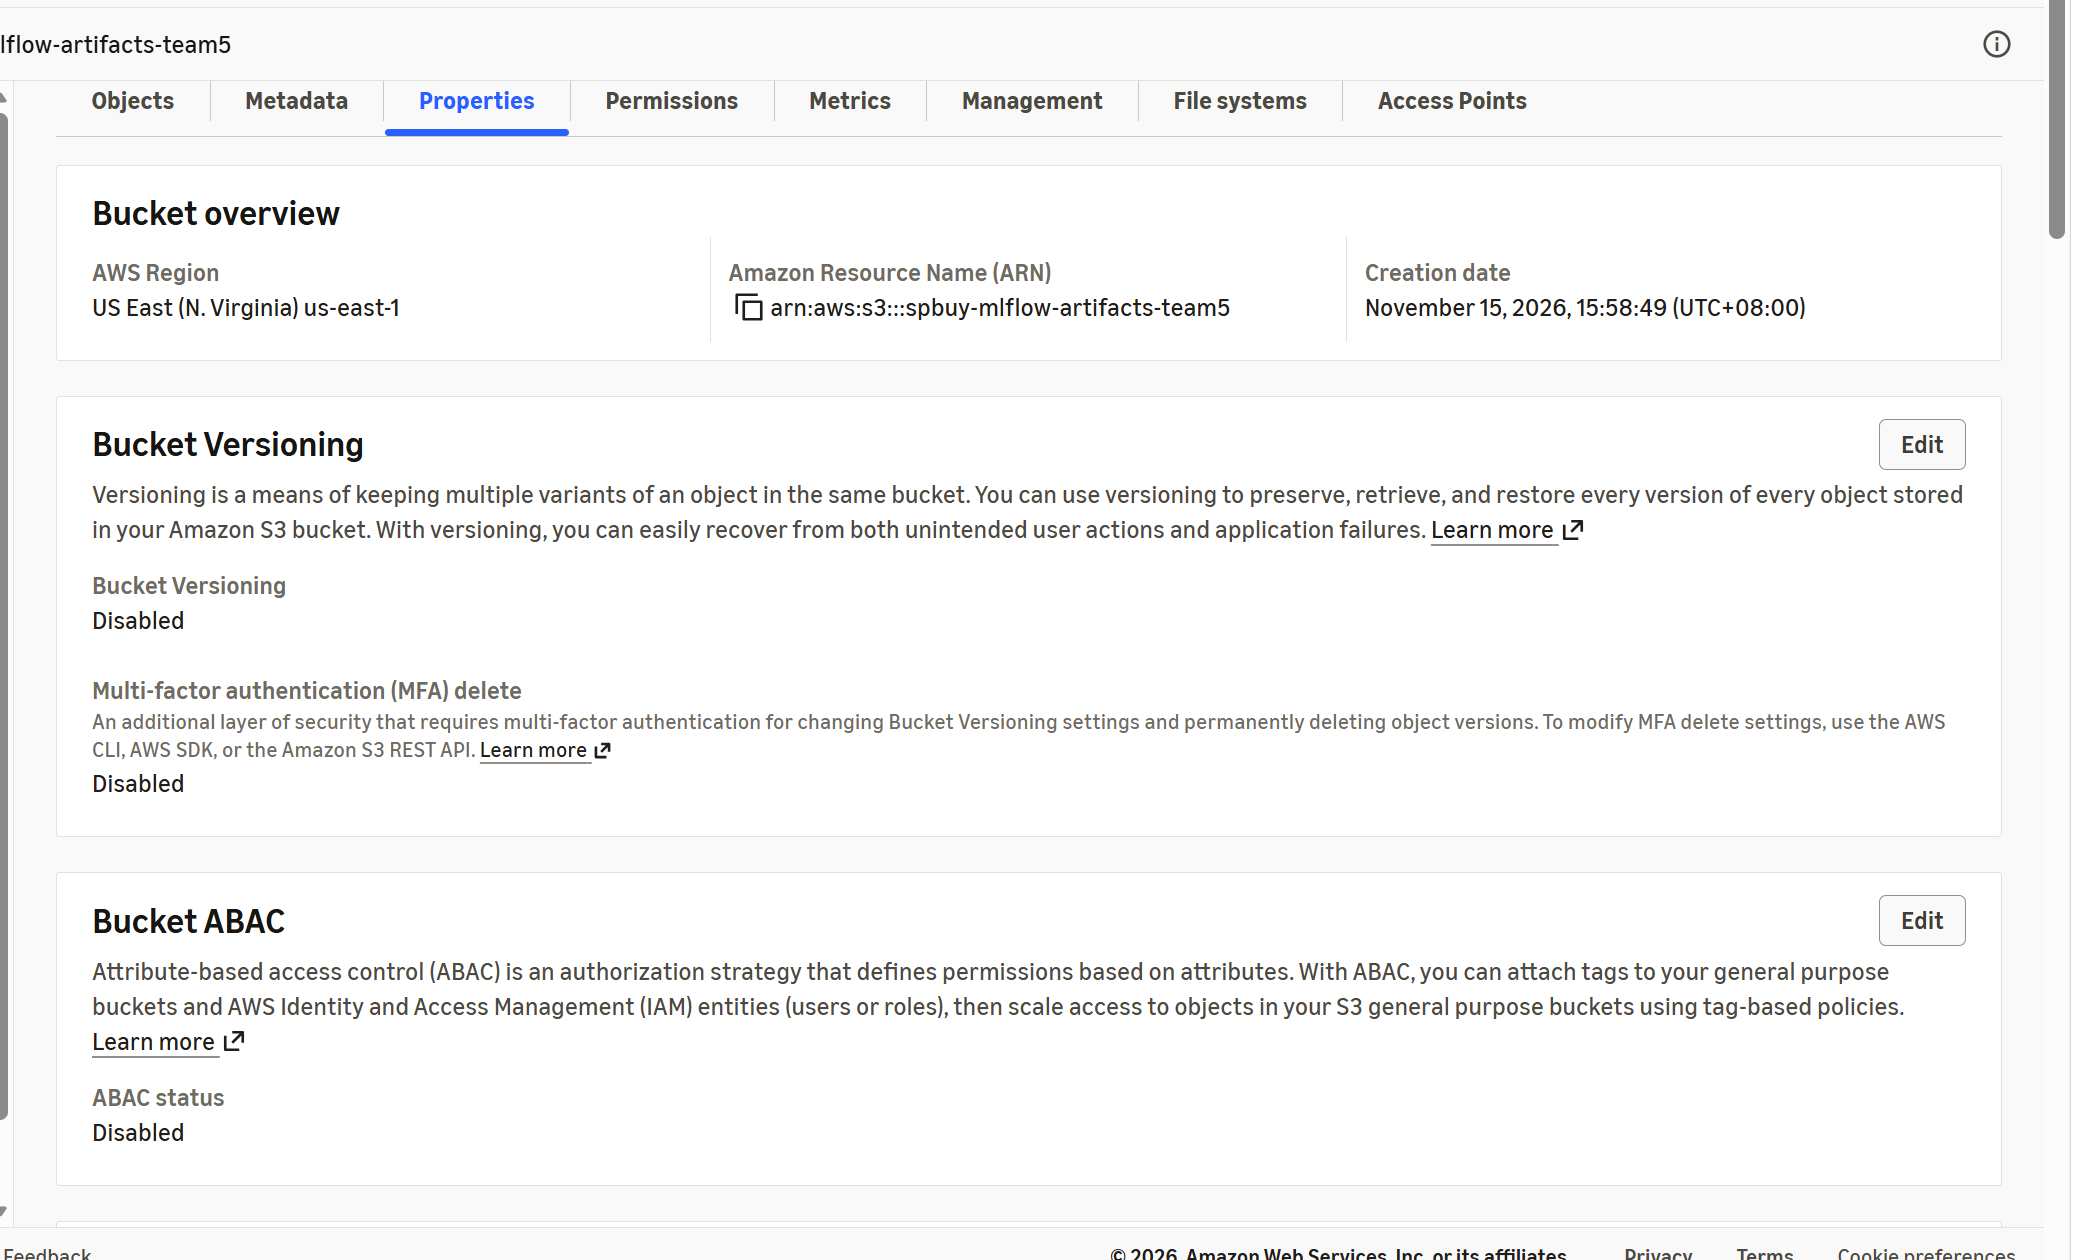 lflow-artifacts-team5
Objects
Metadata
Properties
Permissions
Metrics
Management
File systems
Access Points
Bucket overview
AWS Region
US East (N. Virginia) us-east-1
Amazon Resource Name (ARN)
arn:aws:s3:::spbuy-mlflow-artifacts-team5
Creation date
November 15, 2026, 15:58:49 (UTC+08:00)
Bucket Versioning
Edit
Versioning is a means of keeping multiple variants of an object in the same bucket. You can use versioning to preserve, retrieve, and restore every version of every object stored
in your Amazon S3 bucket. With versioning, you can easily recover from both unintended user actions and application failures. Learn more
Bucket Versioning
Disabled
Multi-factor authentication (MFA) delete
An additional layer of security that requires multi-factor authentication for changing Bucket Versioning settings and permanently deleting object versions. To modify MFA delete settings, use the AWS
CLI, AWS SDK, or the Amazon S3 REST API. Learn more
Disabled
Bucket ABAC
Edit
Attribute-based access control (ABAC) is an authorization strategy that defines permissions based on attributes. With ABAC, you can attach tags to your general purpose
buckets and AWS Identity and Access Management (IAM) entities (users or roles), then scale access to objects in your S3 general purpose buckets using tag-based policies.
Learn more
ABAC status
Disabled
Feedback
© 2026, Amazon Web Services, Inc. or its affiliates.
Privacy
Terms
Cookie preferences